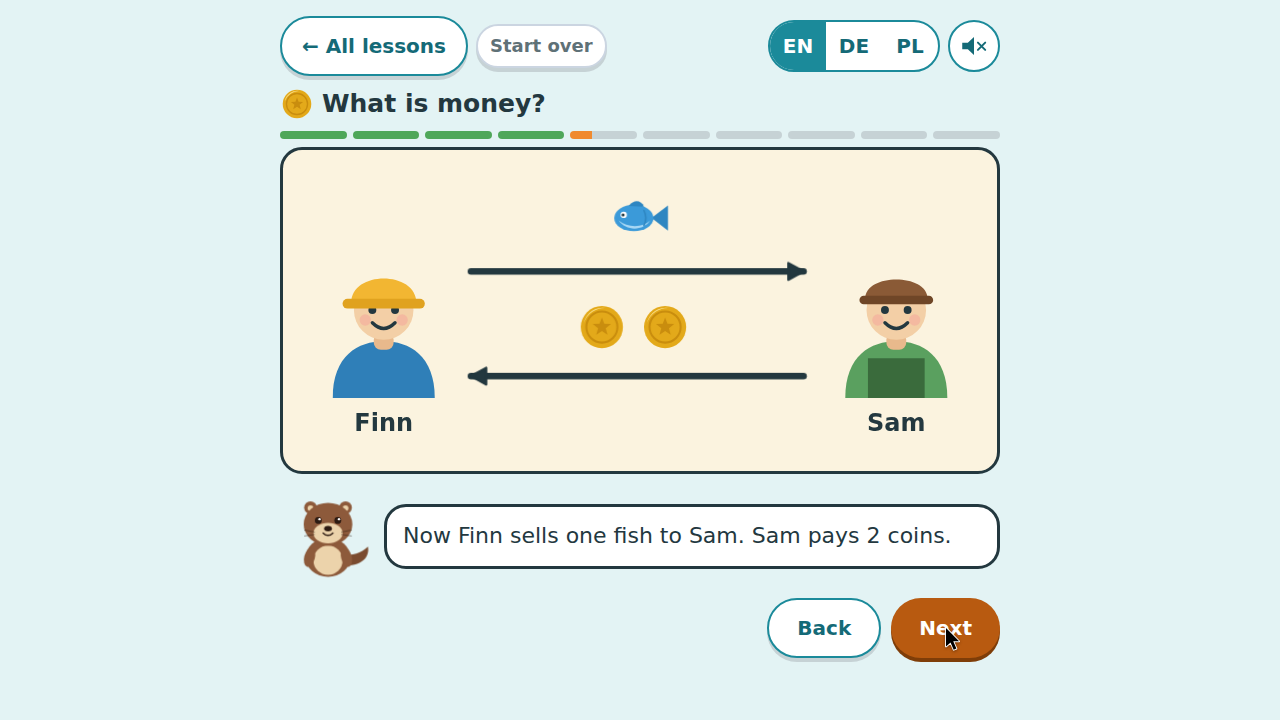 ← All lessons
Start over
EN DE PL
What is money?
Finn
Sam
Now Finn sells one fish to Sam. Sam pays 2 coins.
Back
Next